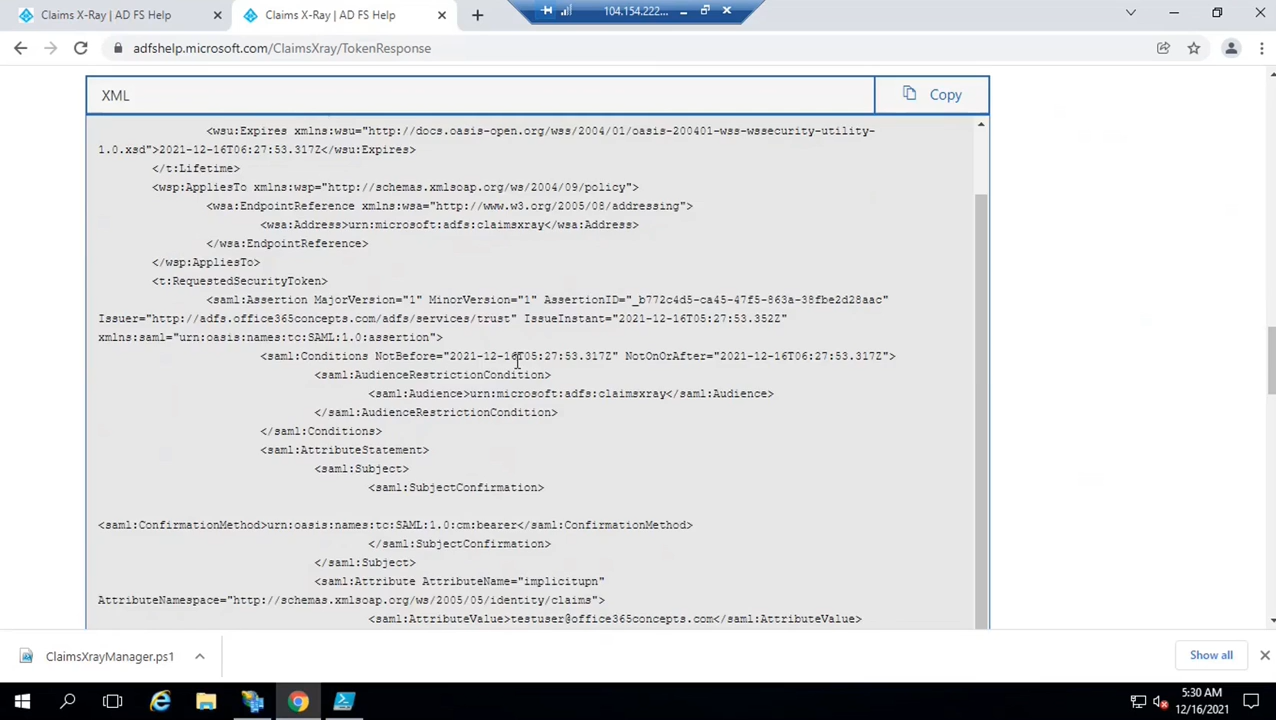 Claims X-Ray | AD FS Help
Claims X-Ray | AD FS Help
104.154.222...
adfshelp.microsoft.com/ClaimsXray/TokenResponse
XML
Copy
<wsu:Expires xmlns:wsu="http://docs.oasis-open.org/wss/2004/01/oasis-200401-wss-wssecurity-utility-
1.0.xsd">2021-12-16T06:27:53.317Z</wsu:Expires>
</t:Lifetime>
<wsp:AppliesTo xmlns:wsp="http://schemas.xmlsoap.org/ws/2004/09/policy">
<wsa:EndpointReference xmlns:wsa="http://www.w3.org/2005/08/addressing">
<wsa:Address>urn:microsoft:adfs:claimsxray</wsa:Address>
</wsa:EndpointReference>
</wsp:AppliesTo>
<t:RequestedSecurityToken>
<saml:Assertion MajorVersion="1" MinorVersion="1" AssertionID="_b772c4d5-ca45-47f5-863a-38fbe2d28aac"
Issuer="http://adfs.office365concepts.com/adfs/services/trust" IssueInstant="2021-12-16T05:27:53.352Z"
xmlns:saml="urn:oasis:names:tc:SAML:1.0:assertion">
<saml:Conditions NotBefore="2021-12-16T05:27:53.317Z" NotOnOrAfter="2021-12-16T06:27:53.317Z">
<saml:AudienceRestrictionCondition>
<saml:Audience>urn:microsoft:adfs:claimsxray</saml:Audience>
</saml:AudienceRestrictionCondition>
</saml:Conditions>
<saml:AttributeStatement>
<saml:Subject>
<saml:SubjectConfirmation>
<saml:ConfirmationMethod>urn:oasis:names:tc:SAML:1.0:cm:bearer</saml:ConfirmationMethod>
</saml:SubjectConfirmation>
</saml:Subject>
<saml:Attribute AttributeName="implicitupn"
AttributeNamespace="http://schemas.xmlsoap.org/ws/2005/05/identity/claims">
<saml:AttributeValue>testuser@office365concepts.com</saml:AttributeValue>
ClaimsXrayManager.ps1
Show all
5:30 AM
12/16/2021